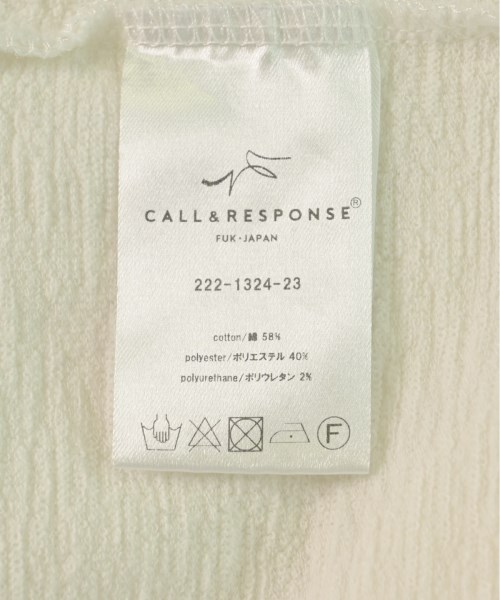 CALL & RESPONSE®
FUK-JAPAN
222-1324-23
cotton/綿 58%
polyester/ポリエステル 40%
polyurethane/ポリウレタン 2%
F